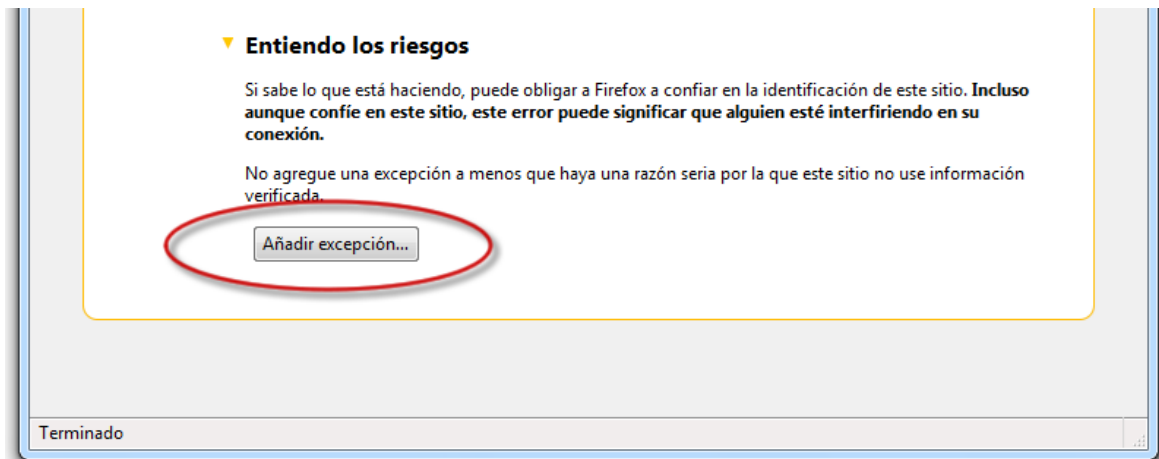 Entiendo los riesgos
Si sabe lo que está haciendo, puede obligar a Firefox a confiar en la identificación de este sitio. Incluso
aunque confíe en este sitio, este error puede significar que alguien esté interfiriendo en su
conexión.
No agregue una excepción a menos que haya una razón seria por la que este sitio no use información
verificada.
Añadir excepción...
Terminado